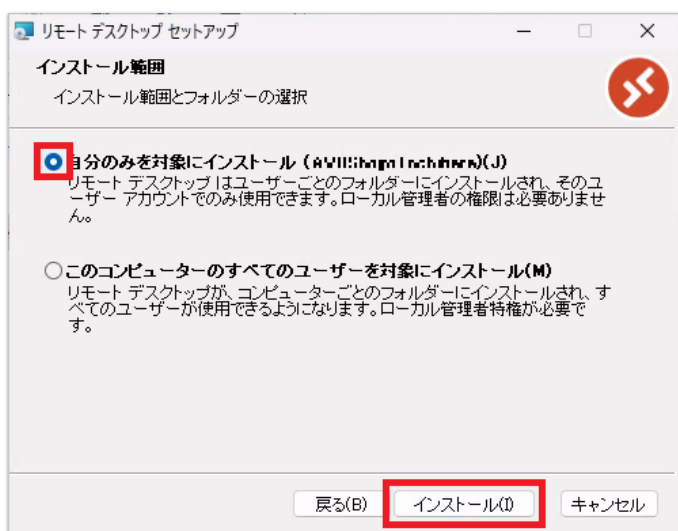 リモート デスクトップ セットアップ
インストール範囲
インストール範囲とフォルダーの選択
自分のみを対象にインストール ( )(J)
リモート デスクトップ はユーザーごとのフォルダーにインストールされ、そのユ
ーザー アカウントでのみ使用できます。ローカル管理者の権限は必要ありませ
ん。
このコンピューターのすべてのユーザーを対象にインストール(M)
リモート デスクトップが、コンピューターごとのフォルダーにインストールされ、す
べてのユーザーが使用できるようになります。ローカル管理者特権が必要で
す。
戻る(B) インストール(I) キャンセル